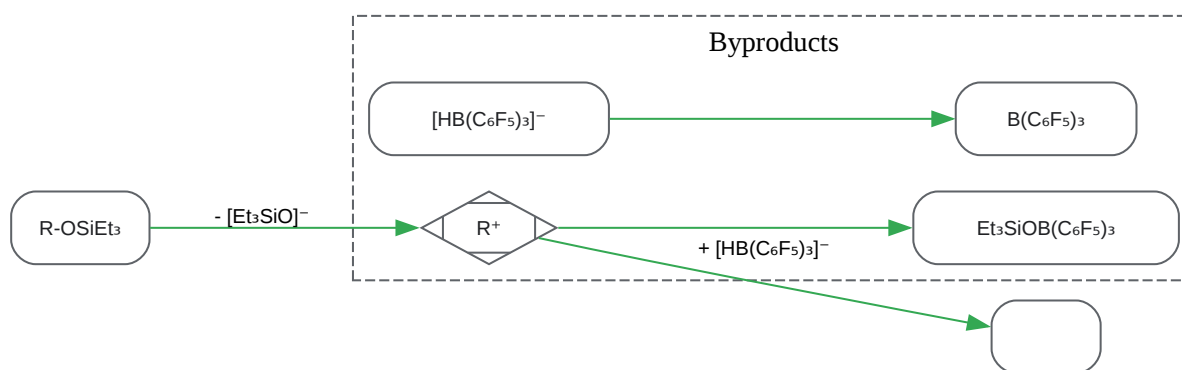 Byproducts
[HB(C₆F₅)₃]⁻
B(C₆F₅)₃
R-OSiEt₃
- [Et₃SiO]⁻
R⁺
Et₃SiOB(C₆F₅)₃
+ [HB(C₆F₅)₃]⁻